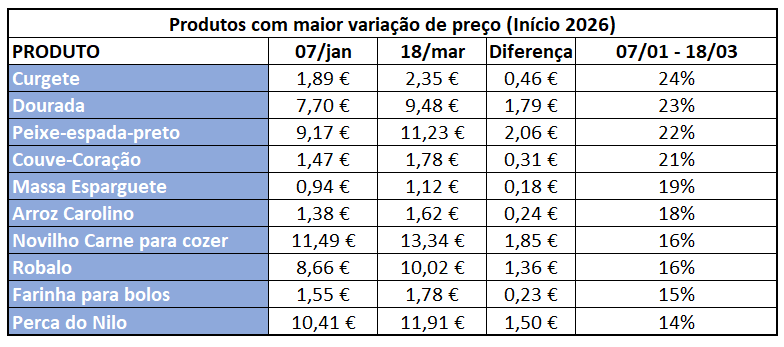 Produtos com maior variação de preço (Início 2026)
PRODUTO 07/jan 18/mar Diferença 07/01 - 18/03
Curgete 1,89 € 2,35 € 0,46 € 24%
Dourada 7,70 € 9,48 € 1,79 € 23%
Peixe-espada-preto 9,17 € 11,23 € 2,06 € 22%
Couve-Coração 1,47 € 1,78 € 0,31 € 21%
Massa Esparguete 0,94 € 1,12 € 0,18 € 19%
Arroz Carolino 1,38 € 1,62 € 0,24 € 18%
Novilho Carne para cozer 11,49 € 13,34 € 1,85 € 16%
Robalo 8,66 € 10,02 € 1,36 € 16%
Farinha para bolos 1,55 € 1,78 € 0,23 € 15%
Perca do Nilo 10,41 € 11,91 € 1,50 € 14%